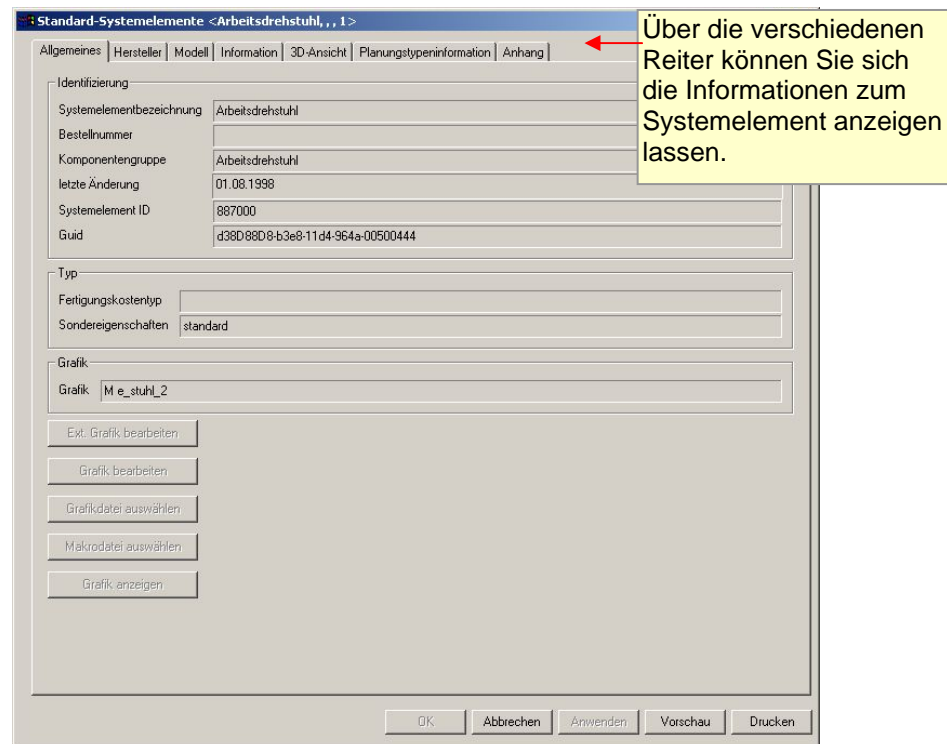 Standard-Systemelemente <Arbeitsdrehstuhl, , , 1>
Über die verschiedenen
Reiter können Sie sich
die Informationen zum
Systemelement anzeigen
lassen.
Allgemeines Hersteller Modell Information 3D-Ansicht Planungstypeninformation Anhang
Identifizierung
Systemelementbezeichnung Arbeitsdrehstuhl
Bestellnummer
Komponentengruppe Arbeitsdrehstuhl
letzte Änderung 01.08.1998
Systemelement ID 887000
Guid d38D88D8-b3e8-11d4-964a-00500444
Typ
Fertigungskostentyp
Sondereigenschaften standard
Grafik
Grafik M e_stuhl_2
Ext. Grafik bearbeiten
Grafik bearbeiten
Grafikdatei auswählen
Makrodatei auswählen
Grafik anzeigen
OK Abbrechen Anwenden Vorschau Drucken